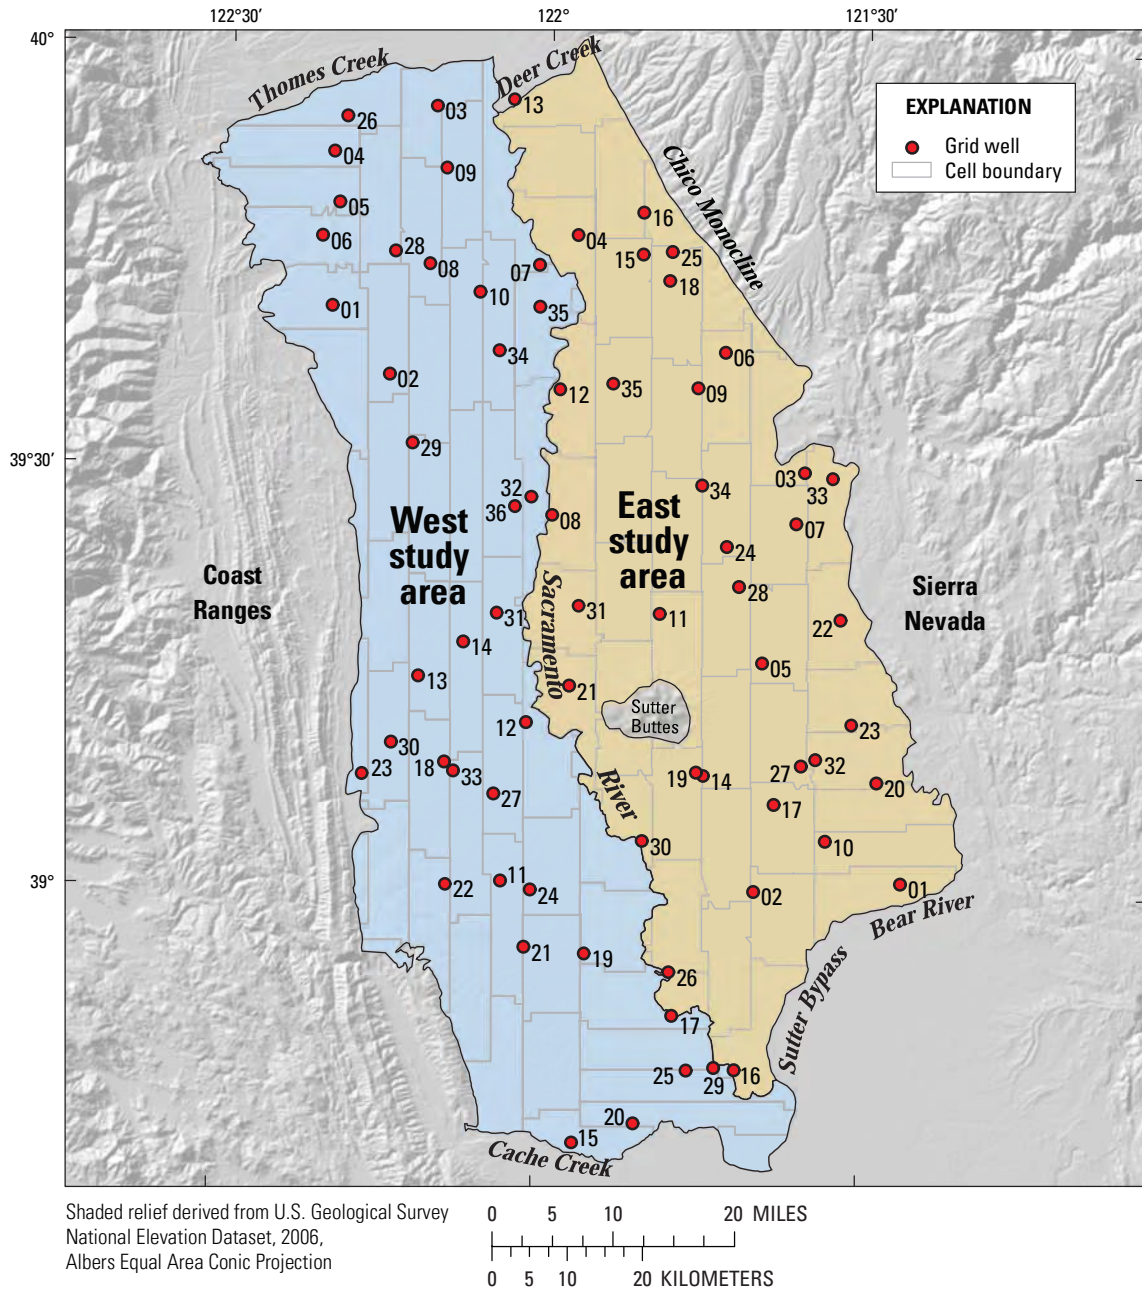 122°30'
122°
121°30'
40°
Thomes Creek
Deer Creek
EXPLANATION
Grid well
Cell boundary
Chico Monocline
26
03
13
04
09
05
16
06
28
08
07
04
15
25
18
10
01
35
34
06
02
12
35
09
29
39°30'
32
36
08
34
03
33
07
West
study
area
East
study
area
24
28
Coast
Ranges
Sierra
Nevada
Sacramento
31
14
31
11
22
13
05
21
Sutter
Buttes
12
23
30
18
23
33
27
River
19
14
27
32
20
17
30
10
39°
22
11
24
02
01
Bear River
21
19
26
Sutter Bypass
17
25
29
16
20
15
Cache Creek
Shaded relief derived from U.S. Geological Survey
National Elevation Dataset, 2006,
Albers Equal Area Conic Projection
0 5 10 20 MILES
0 5 10 20 KILOMETERS